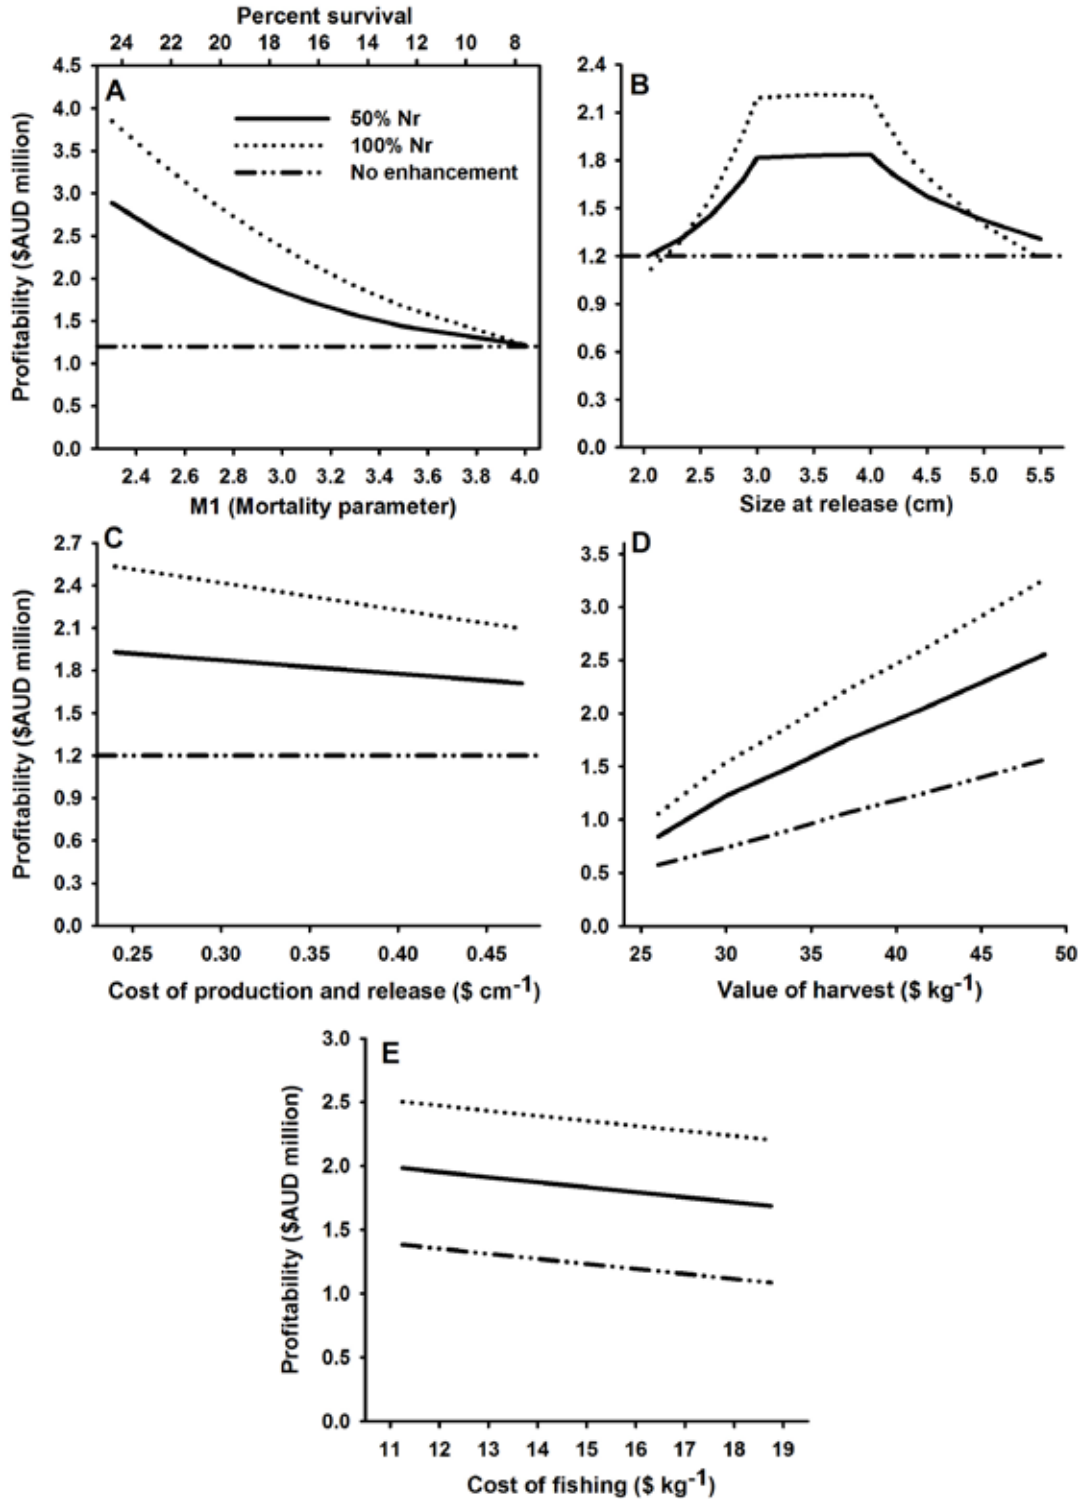 Percent survival
24 22 20 18 16 14 12 10 8
A
50% Nr
100% Nr
No enhancement
Profitability ($AUD million)
4.5
4.0
3.5
3.0
2.5
2.0
1.5
1.0
0.5
0.0
2.4 2.6 2.8 3.0 3.2 3.4 3.6 3.8 4.0
M1 (Mortality parameter)
B
2.4
2.1
1.8
1.5
1.2
0.9
0.6
0.3
0.0
2.0 2.5 3.0 3.5 4.0 4.5 5.0 5.5
Size at release (cm)
C
Profitability ($AUD million)
2.7
2.4
2.1
1.8
1.5
1.2
0.9
0.6
0.3
0.0
0.25 0.30 0.35 0.40 0.45
Cost of production and release ($ cm-1)
D
3.5
3.0
2.5
2.0
1.5
1.0
0.5
0.0
25 30 35 40 45 50
Value of harvest ($ kg-1)
E
Profitability ($AUD million)
3.0
2.5
2.0
1.5
1.0
0.5
0.0
11 12 13 14 15 16 17 18 19
Cost of fishing ($ kg-1)